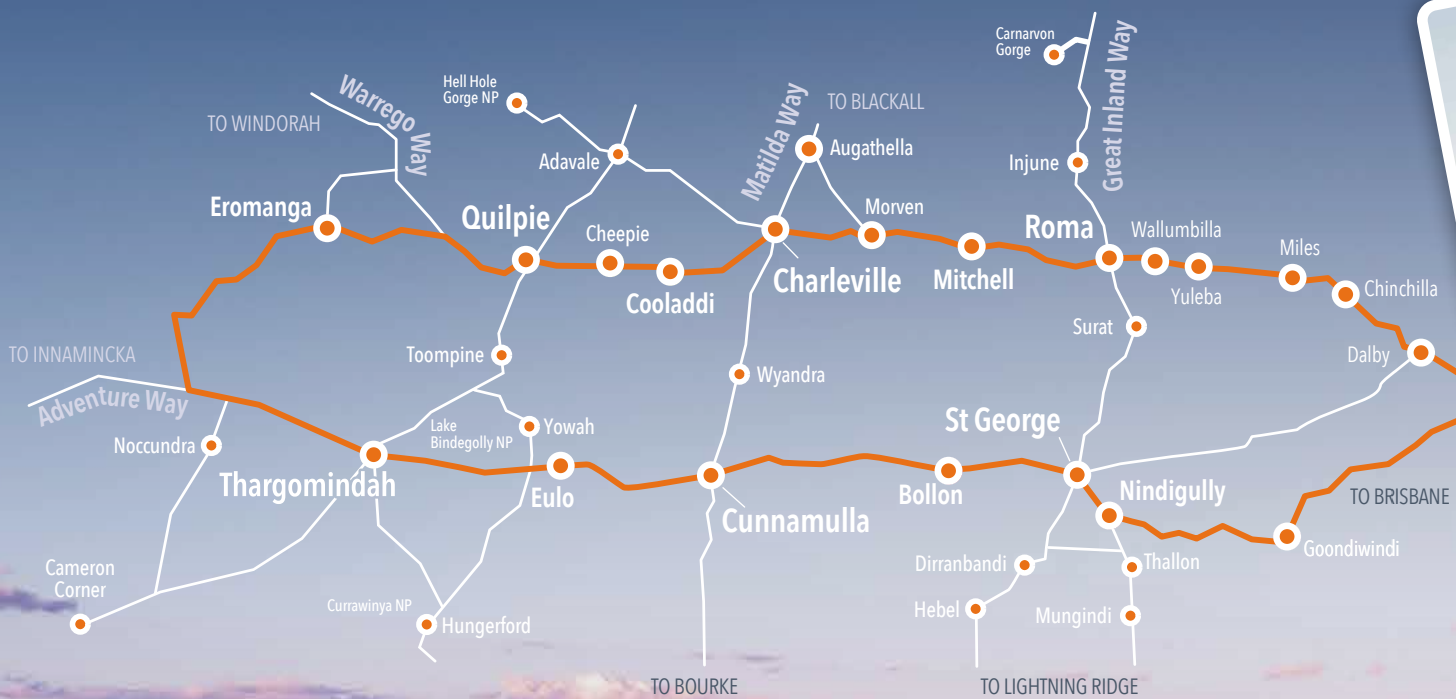 Carnarvon
Gorge
Great Inland Way
Hell Hole
Gorge NP
Warrego
Way
Matilda Way
TO BLACKALL
TO WINDORAH
Augathella
Adavale
Injune
Eromanga
Quilpie
Morven
Cheepie
Roma
Wallumbilla
Miles
Charleville
Mitchell
Cooladdi
Yuleba
Chinchilla
Surat
TO INNAMINCKA
Toompine
Dalby
Wyandra
Adventure Way
Noccundra
Lake
Bindegolly NP
Yowah
St George
Thargomindah
Eulo
Bollon
Nindigully
TO BRISBANE
Cunnamulla
Goondiwindi
Cameron
Corner
Dirranbandi
Thallon
Currawinya NP
Hungerford
Hebel
Mungindi
TO BOURKE
TO LIGHTNING RIDGE